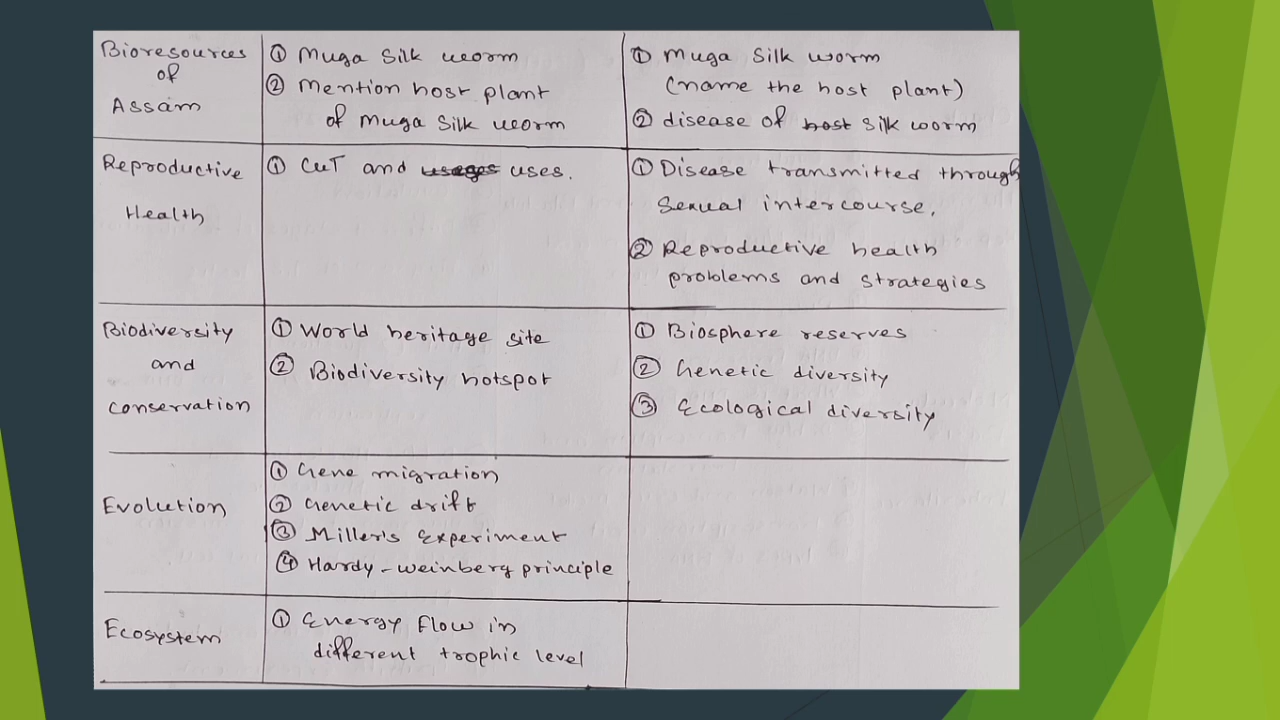 Bioresources
of
Assam
① Muga Silk worm
② Mention host plant
of Muga Silk worm
① Muga Silk worm
(name the host plant)
② disease of host Silk worm
Reproductive
Health
① CuT and usages uses.
① Disease transmitted through
Sexual intercourse.
② Reproductive health
problems and strategies
Biodiversity
and
conservation
① World heritage site
② Biodiversity hotspot
① Biosphere reserves
② Genetic diversity
③ Ecological diversity
Evolution
① Gene migration
② Genetic drift
③ Miller's Experiment
④ Hardy-weinberg principle
Ecosystem
① Energy Flow in
different trophic level